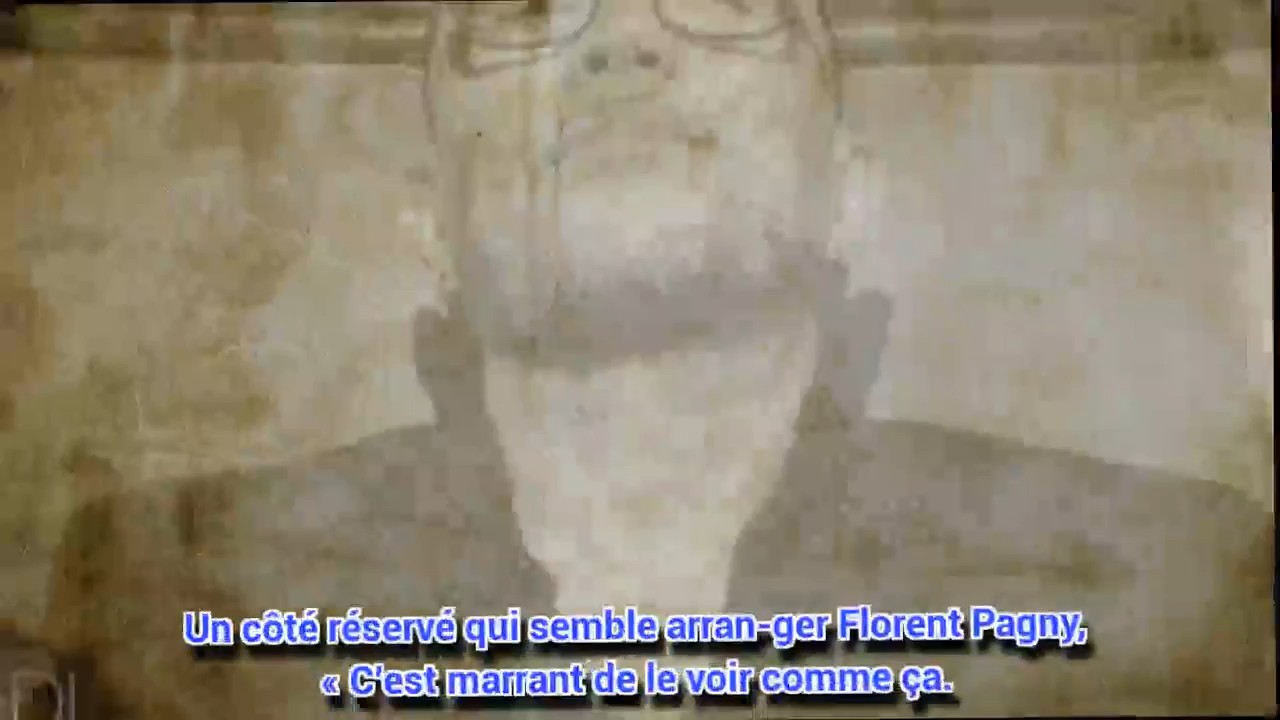 Un côté réservé qui semble arran-ger Florent Pagny,
« C'est marrant de le voir comme ça.